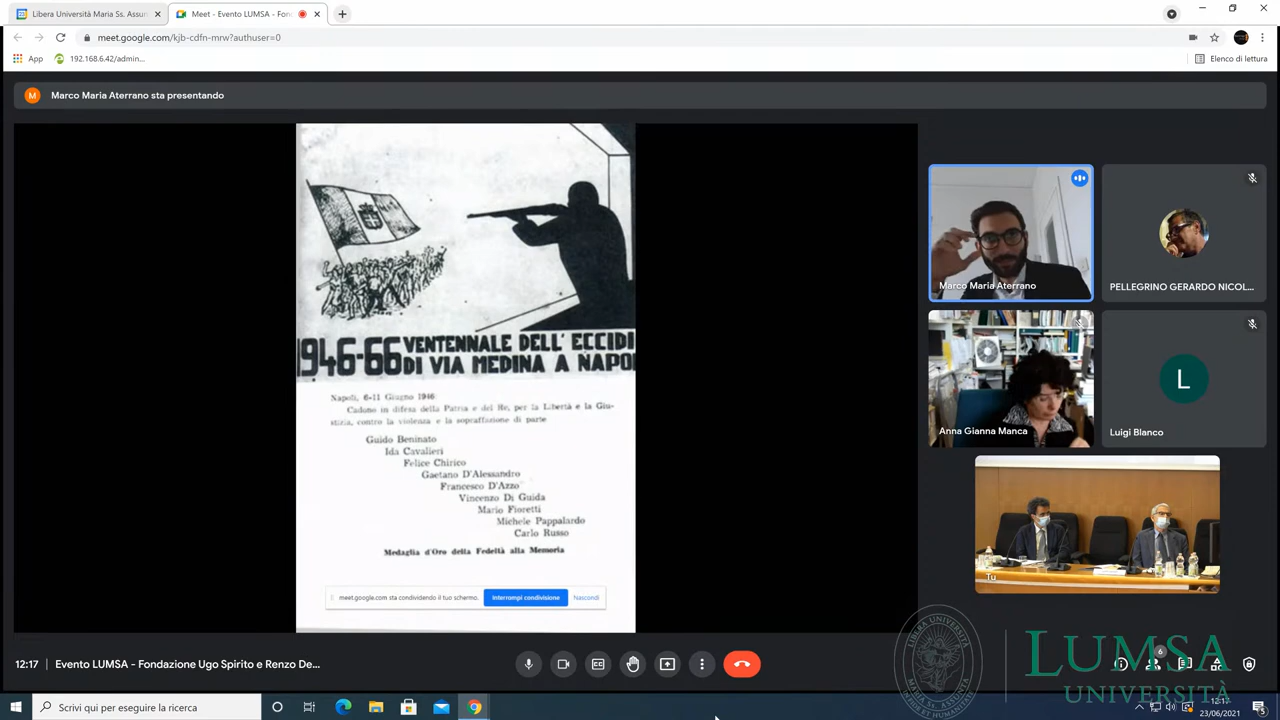 Libera Università Maria Ss. Assun
Meet - Evento LUMSA - Fon
meet.google.com/kjb-cdfn-mrw?authuser=0
App
192.168.6.42/admin...
Elenco di lettura
M
Marco Maria Aterrano sta presentando
1946-66 VENTENNALE DELL' ECCIDI
DI VIA MEDINA A NAPO
Napoli, 6-11 Giugno 1946
Cadono in difesa della Patria e del Re, per la Libertà e la Giu-
stizia, contro la violenza e la sopraffazione di parte
Guido Beninato
Ida Cavalieri
Felice Chirico
Gaetano D'Alessandro
Francesco D'Azzo
Vincenzo Di Guida
Mario Fioretti
Michele Pappalardo
Carlo Russo
Medaglia d'Oro della Fedeltà alla Memoria
meet.google.com sta condividendo il tuo schermo.
Interrompi condivisione
Nascondi
Marco Maria Aterrano
PELLEGRINO GERARDO NICOL...
Anna Gianna Manca
L
Luigi Blanco
Tu
12:17
Evento LUMSA - Fondazione Ugo Spirito e Renzo De...
6
LUMSA
UNIVERSITÀ
Scrivi qui per eseguire la ricerca
12:17
23/06/2021